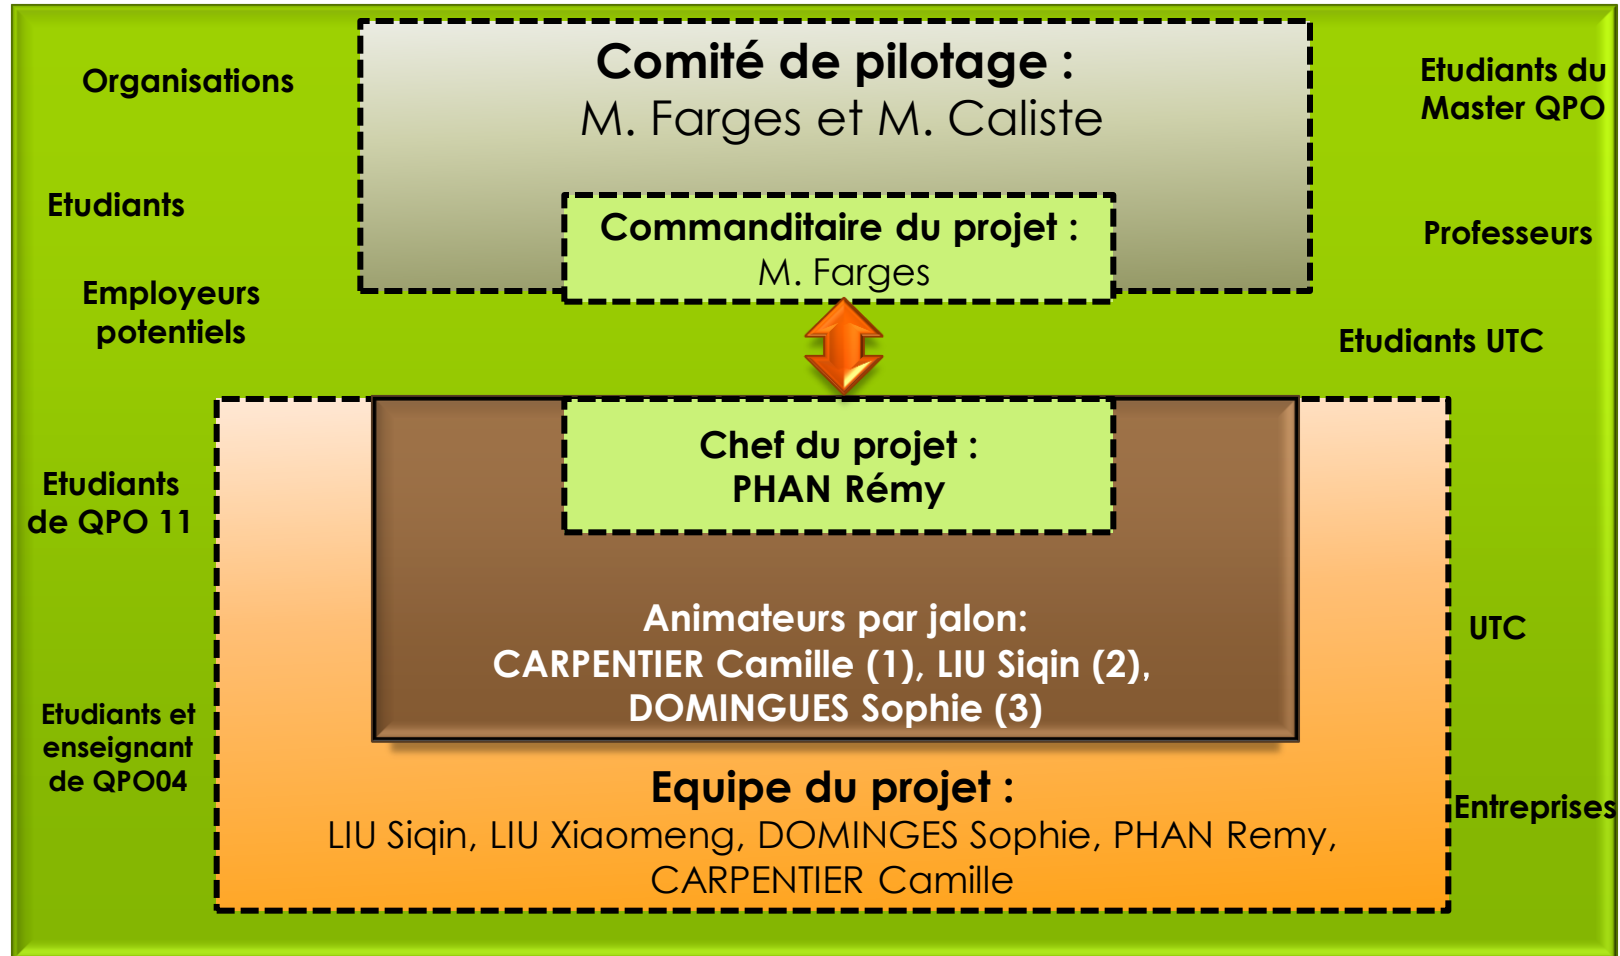 Organisations
Etudiants
Employeurs
potentiels
Etudiants
de QPO 11
Etudiants et
enseignant
de QPO04
Comité de pilotage :
M. Farges et M. Caliste
Commanditaire du projet :
M. Farges
Chef du projet :
PHAN Rémy
Animateurs par jalon:
CARPENTIER Camille (1), LIU Siqin (2),
DOMINGUES Sophie (3)
Equipe du projet :
LIU Siqin, LIU Xiaomeng, DOMINGES Sophie, PHAN Remy,
CARPENTIER Camille
Etudiants du
Master QPO
Professeurs
Etudiants UTC
UTC
Entreprises